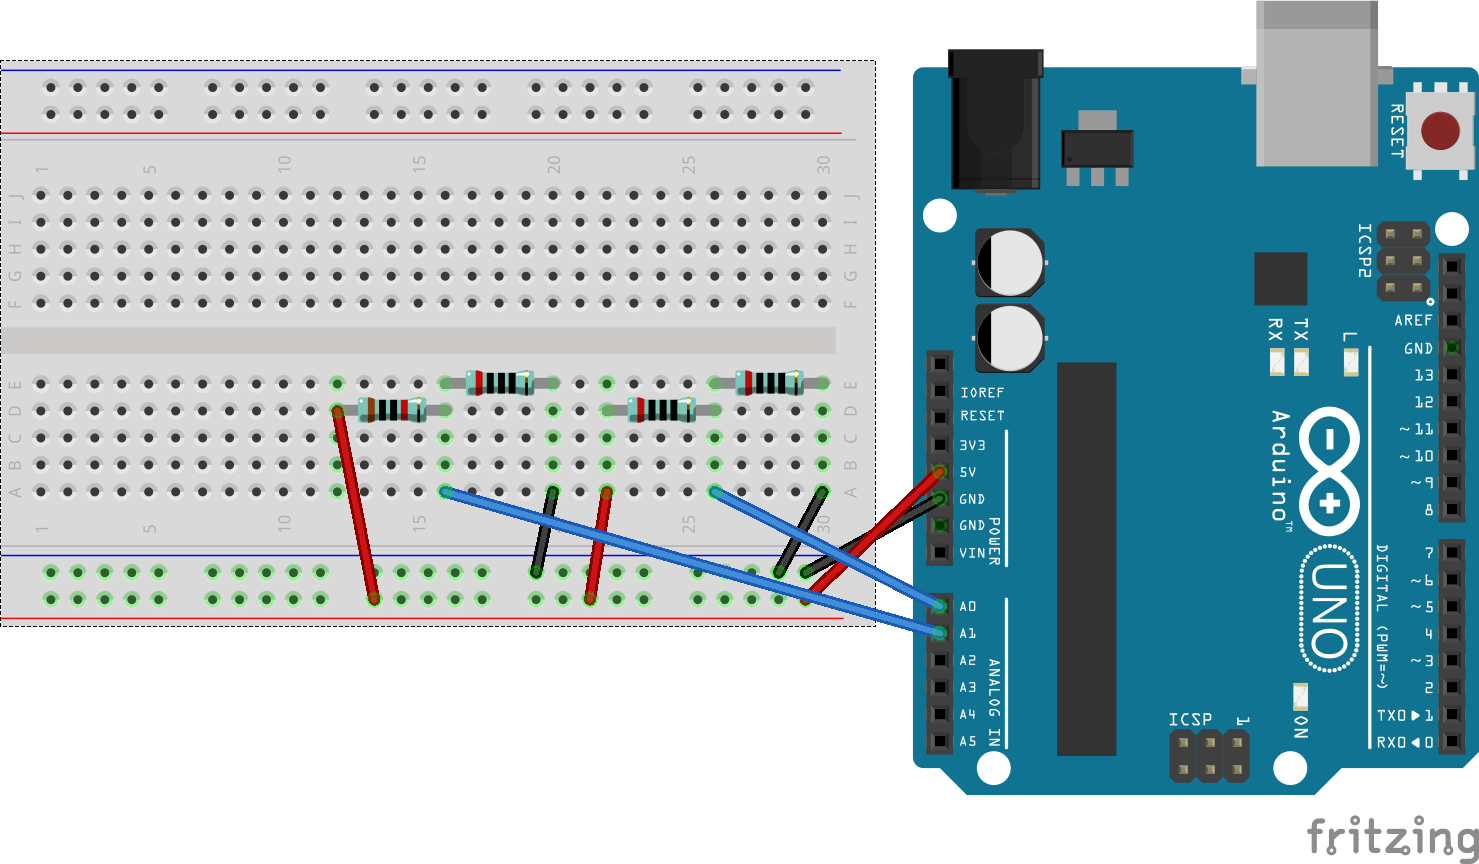 1 5 10 15 20 25 30
J J
I I
H H
G G
F F
E E
D D
C C
B B
A A
1 5 10 15 20 25 30
RESET
ICSP2
AREF
GND
RX TX L
13
12
~11
~10
~9
8
IOREF
RESET
3V3
5V
GND
GND
VIN
POWER
Arduino™
UNO
DIGITAL (PWM=~)
7
~6
~5
4
~3
2
TX0▶1
RX0◀0
A0
A1
A2
A3
A4
A5
ANALOG IN
ICSP 1
ON
fritzing